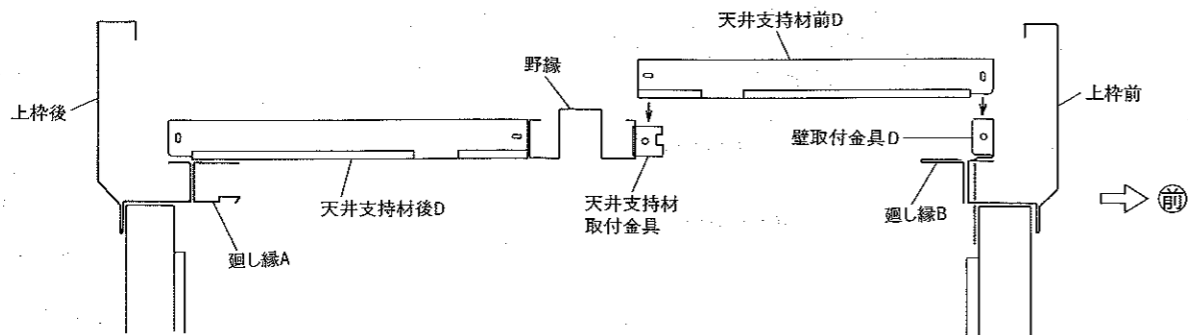 天井支持材前D
野縁
上枠後
上枠前
壁取付金具D
天井支持材後D
天井支持材
取付金具
廻し縁B
前
廻し縁A